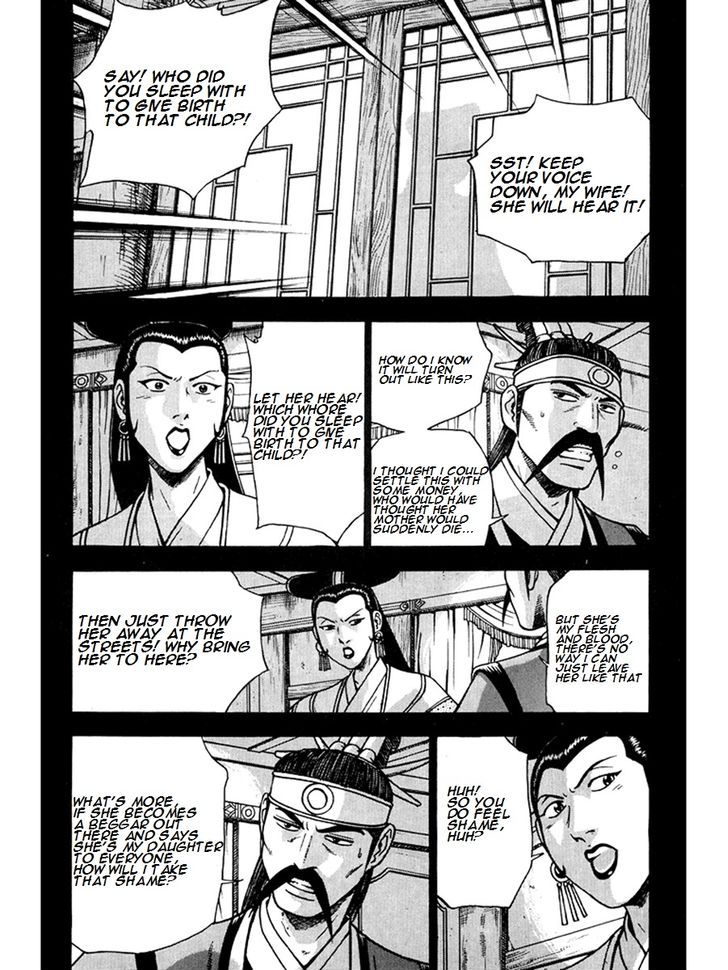 SAY! WHO DID
YOU SLEEP WITH
TO GIVE BIRTH
TO THAT CHILD?!
SST! KEEP
YOUR VOICE
DOWN, MY WIFE!
SHE WILL HEAR IT!
LET HER HEAR!
WHICH WHORE
DID YOU SLEEP
WITH TO GIVE
BIRTH TO THAT
CHILD?!
HOW DO I KNOW
IT WILL TURN
OUT LIKE THIS?
I THOUGHT I COULD
SETTLE THIS WITH
SOME MONEY,
WHO WOULD HAVE
THOUGHT HER
MOTHER WOULD
SUDDENLY DIE...
THEN JUST THROW
HER AWAY AT THE
STREETS! WHY BRING
HER TO HERE?
BUT SHE'S
MY FLESH
AND BLOOD,
THERE'S NO
WAY I CAN
JUST LEAVE
HER LIKE THAT
WHAT'S MORE,
IF SHE BECOMES
A BEGGAR OUT
THERE AND SAYS
SHE'S MY DAUGHTER
TO EVERYONE,
HOW WILL I TAKE
THAT SHAME?
HUH!
SO YOU
DO FEEL
SHAME,
HUH?